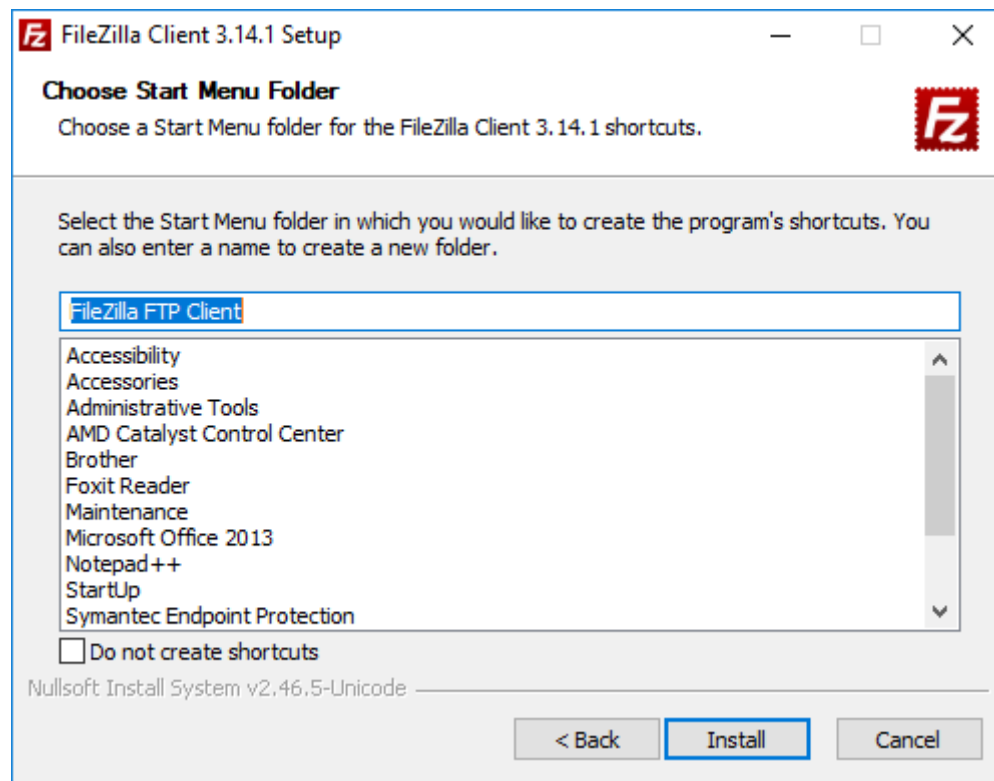 FileZilla Client 3.14.1 Setup
Choose Start Menu Folder
Choose a Start Menu folder for the FileZilla Client 3.14.1 shortcuts.
Fz
Select the Start Menu folder in which you would like to create the program's shortcuts. You
can also enter a name to create a new folder.
FileZilla FTP Client
Accessibility
Accessories
Administrative Tools
AMD Catalyst Control Center
Brother
Foxit Reader
Maintenance
Microsoft Office 2013
Notepad++
StartUp
Symantec Endpoint Protection
Do not create shortcuts
Nullsoft Install System v2.46.5-Unicode
< Back
Install
Cancel